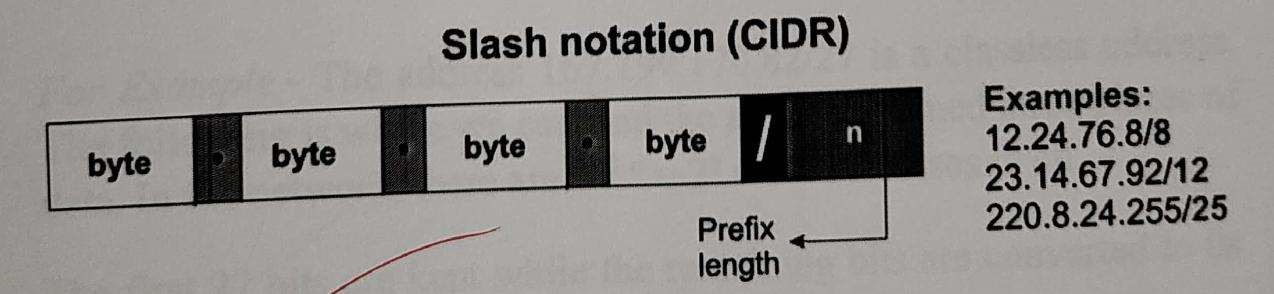 Slash notation (CIDR)
byte . byte . byte . byte / n
Prefix
length
Examples:
12.24.76.8/8
23.14.67.92/12
220.8.24.255/25